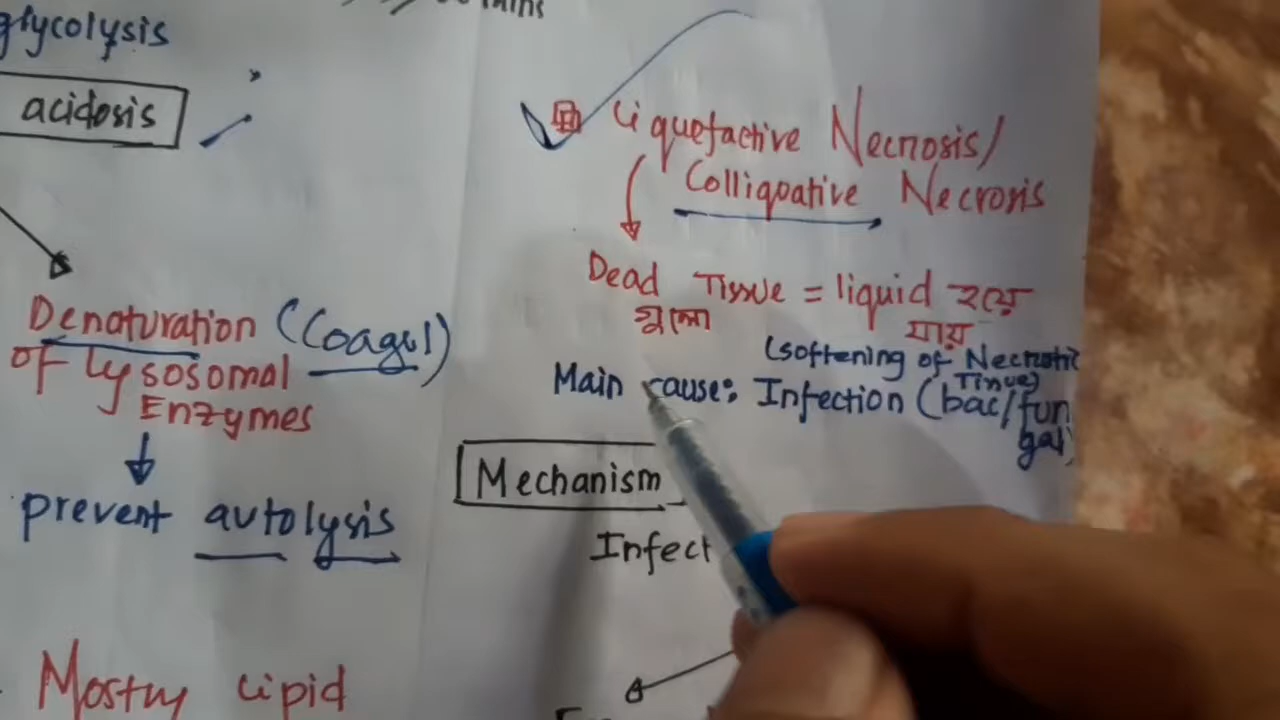 glycolysis
acidosis
Denaturation (Coagul)
of Lysosomal
Enzymes
prevent autolysis
Mostly Lipid
Liquefactive Necrosis/
Colliquative Necrosis
Dead Tissue = liquid হয়ে
গুলো যায়
(softening of Necrotic
Tissue)
Main cause: Infection (bac/fun
gal)
Mechanism
Infect